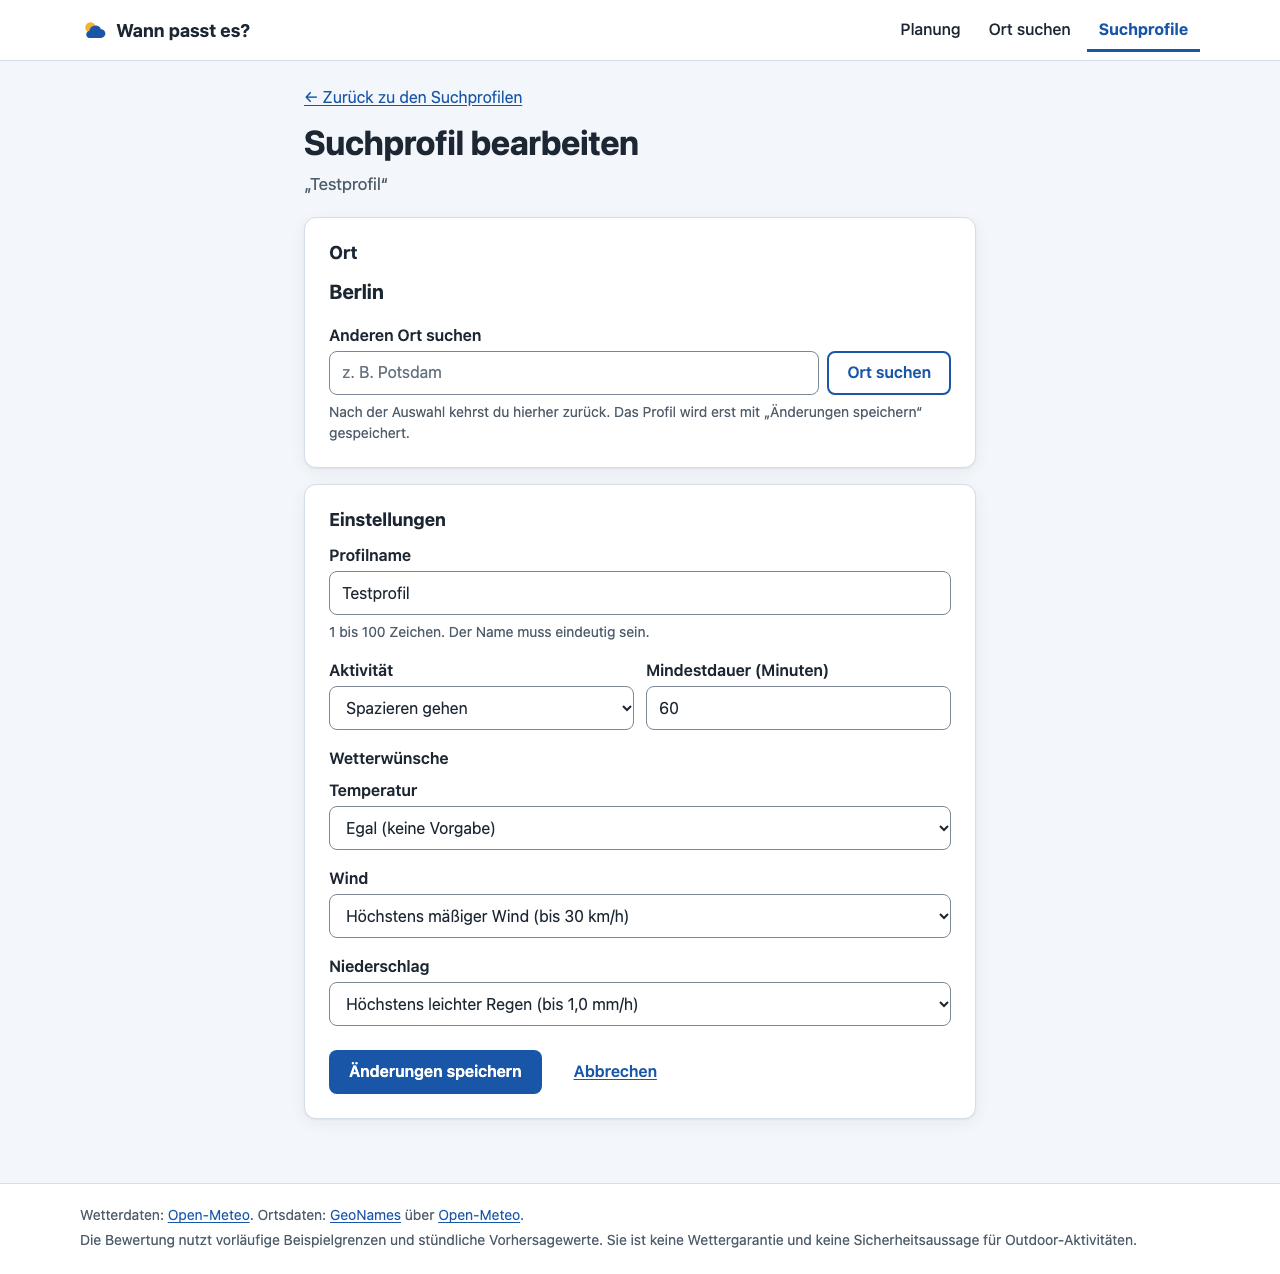 Wann passt es?
Planung
Ort suchen
Suchprofile
← Zurück zu den Suchprofilen
Suchprofil bearbeiten
„Testprofil“
Ort
Berlin
Anderen Ort suchen
z. B. Potsdam
Ort suchen
Nach der Auswahl kehrst du hierher zurück. Das Profil wird erst mit „Änderungen speichern“
gespeichert.
Einstellungen
Profilname
Testprofil
1 bis 100 Zeichen. Der Name muss eindeutig sein.
Aktivität
Mindestdauer (Minuten)
Spazieren gehen
60
Wetterwünsche
Temperatur
Egal (keine Vorgabe)
Wind
Höchstens mäßiger Wind (bis 30 km/h)
Niederschlag
Höchstens leichter Regen (bis 1,0 mm/h)
Änderungen speichern
Abbrechen
Wetterdaten: Open-Meteo. Ortsdaten: GeoNames über Open-Meteo.
Die Bewertung nutzt vorläufige Beispielgrenzen und stündliche Vorhersagewerte. Sie ist keine Wettergarantie und keine Sicherheitsaussage für Outdoor-Aktivitäten.